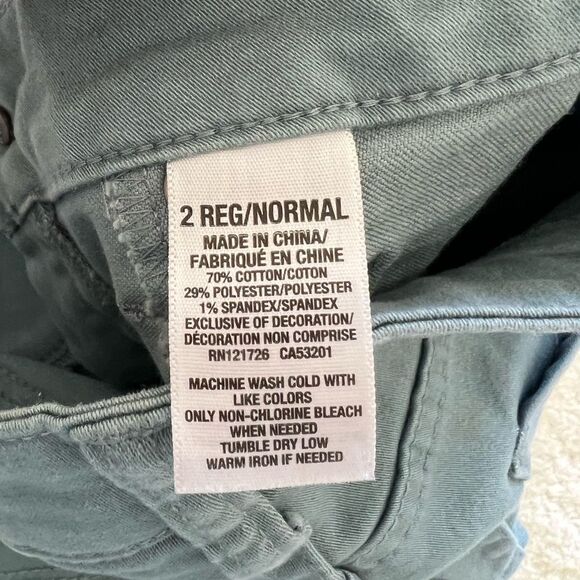 2 REG/NORMAL
MADE IN CHINA/
FABRIQUÉ EN CHINE
70% COTTON/COTON
29% POLYESTER/POLYESTER
1% SPANDEX/SPANDEX
EXCLUSIVE OF DECORATION/
DÉCORATION NON COMPRISE
RN121726 CA53201
MACHINE WASH COLD WITH
LIKE COLORS
ONLY NON-CHLORINE BLEACH
WHEN NEEDED
TUMBLE DRY LOW
WARM IRON IF NEEDED